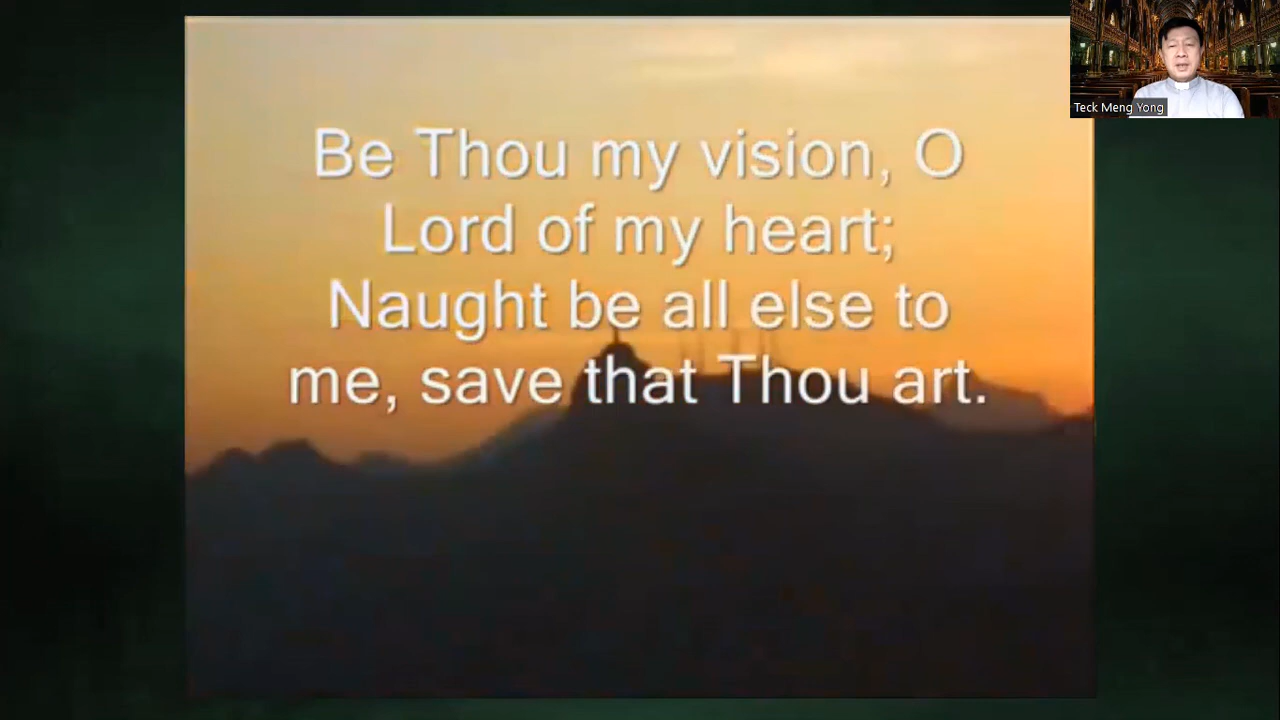 Be Thou my vision, O
Lord of my heart;
Naught be all else to
me, save that Thou art.
Teck Meng Yong